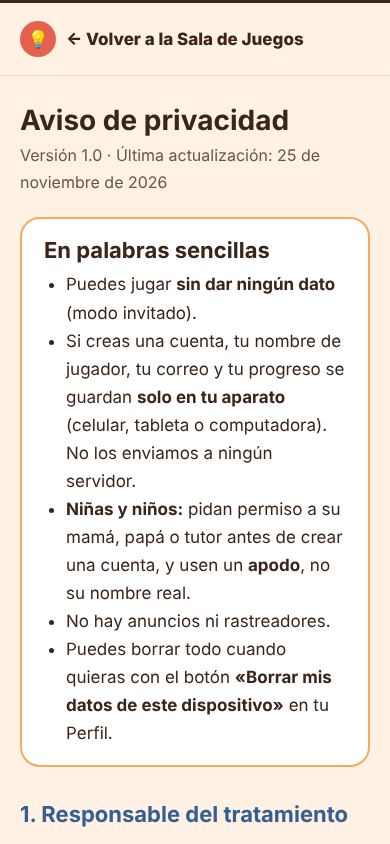 ← Volver a la Sala de Juegos
Aviso de privacidad
Versión 1.0 · Última actualización: 25 de
noviembre de 2026
En palabras sencillas
• Puedes jugar sin dar ningún dato
(modo invitado).
• Si creas una cuenta, tu nombre de
jugador, tu correo y tu progreso se
guardan solo en tu aparato
(celular, tableta o computadora).
No los enviamos a ningún
servidor.
• Niñas y niños: pidan permiso a su
mamá, papá o tutor antes de crear
una cuenta, y usen un apodo, no
su nombre real.
• No hay anuncios ni rastreadores.
• Puedes borrar todo cuando
quieras con el botón «Borrar mis
datos de este dispositivo» en tu
Perfil.
1. Responsable del tratamiento